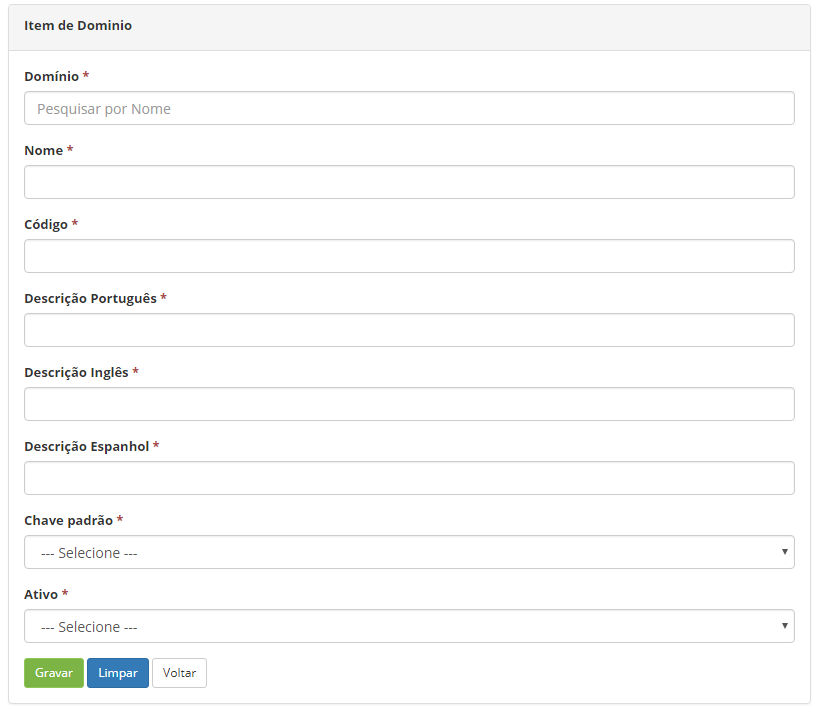 Item de Dominio
Domínio *
Pesquisar por Nome
Nome *
Código *
Descrição Português *
Descrição Inglês *
Descrição Espanhol *
Chave padrão *
--- Selecione ---
Ativo *
--- Selecione ---
Gravar Limpar Voltar